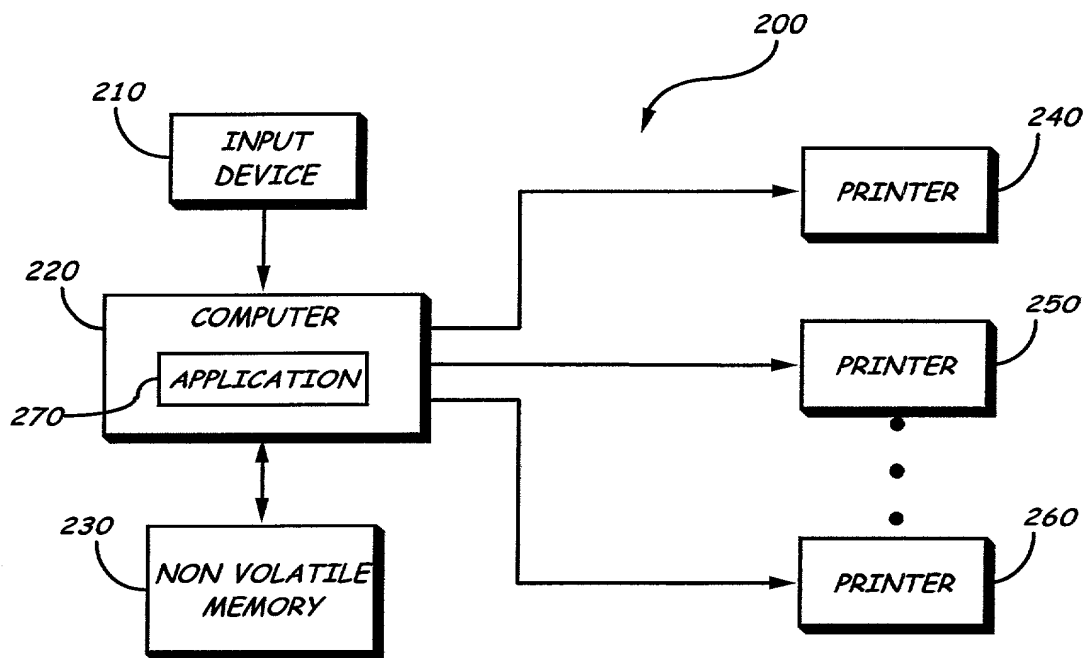 200
210
INPUT
DEVICE
240
PRINTER
220
COMPUTER
250
PRINTER
APPLICATION
270
230
NON VOLATILE
MEMORY
260
PRINTER